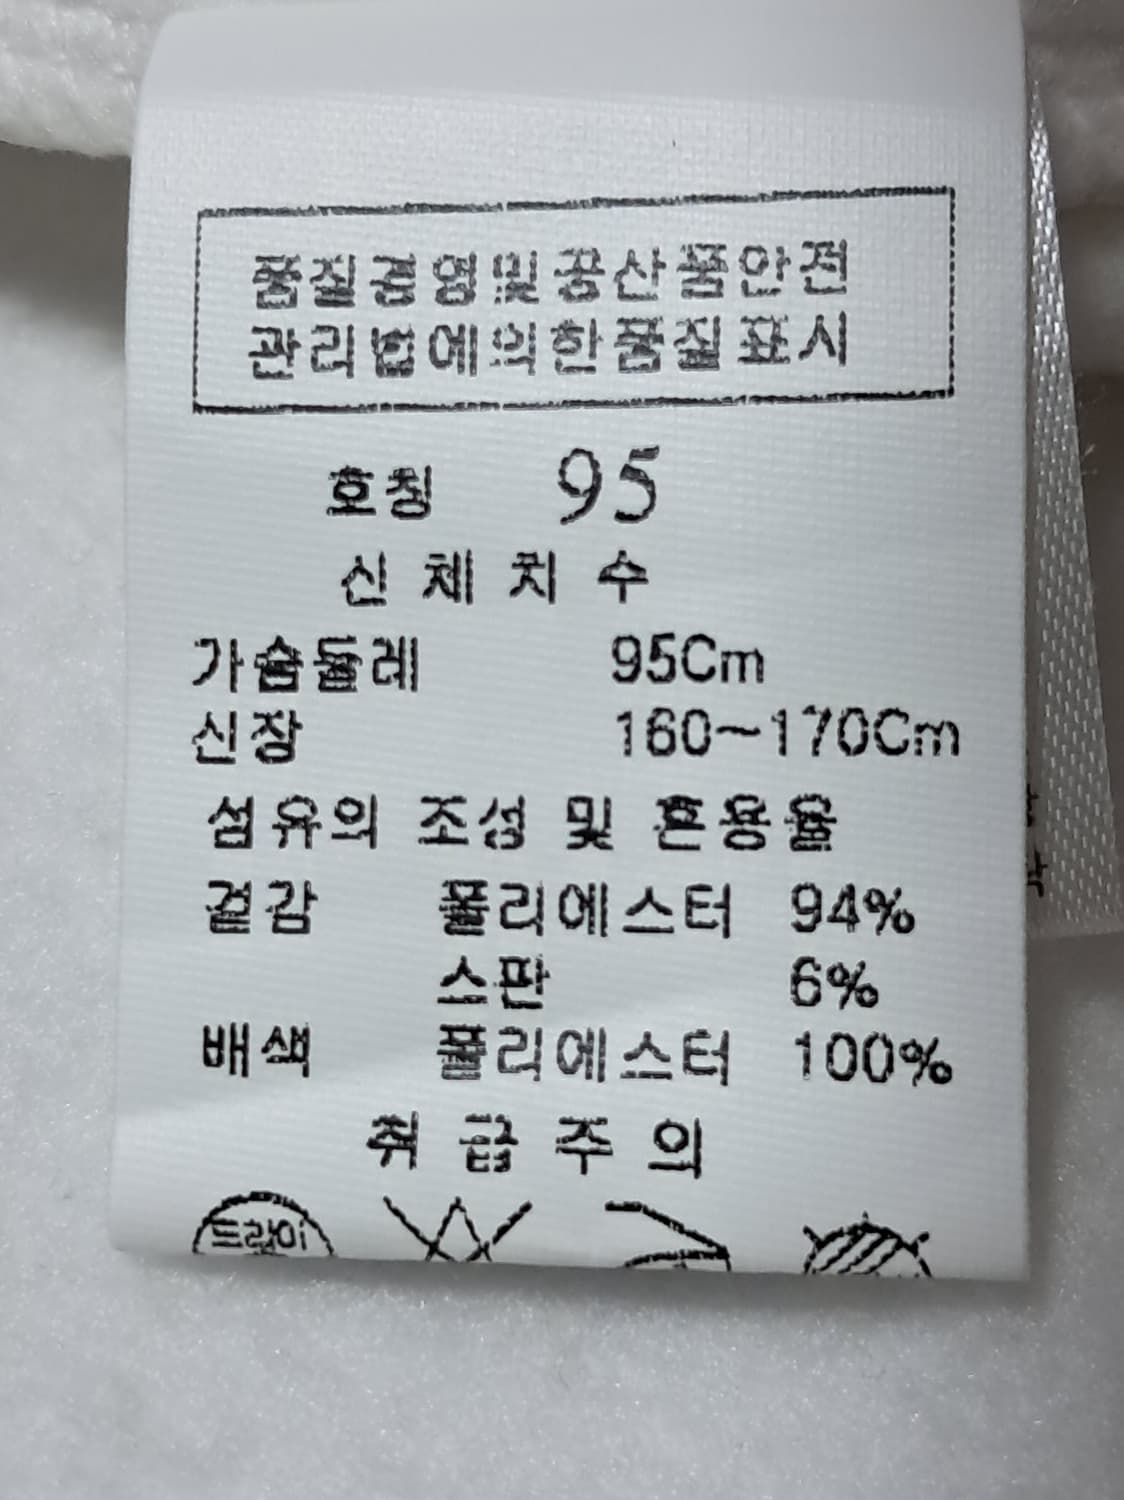 품질경영및공산품안전
관리법에의한품질표시
호칭 95
신체치수
가슴둘레 95Cm
신장 160~170Cm
섬유의 조성 및 혼용율
겉감 폴리에스터 94%
스판 6%
배색 폴리에스터 100%
취급주의
드라이